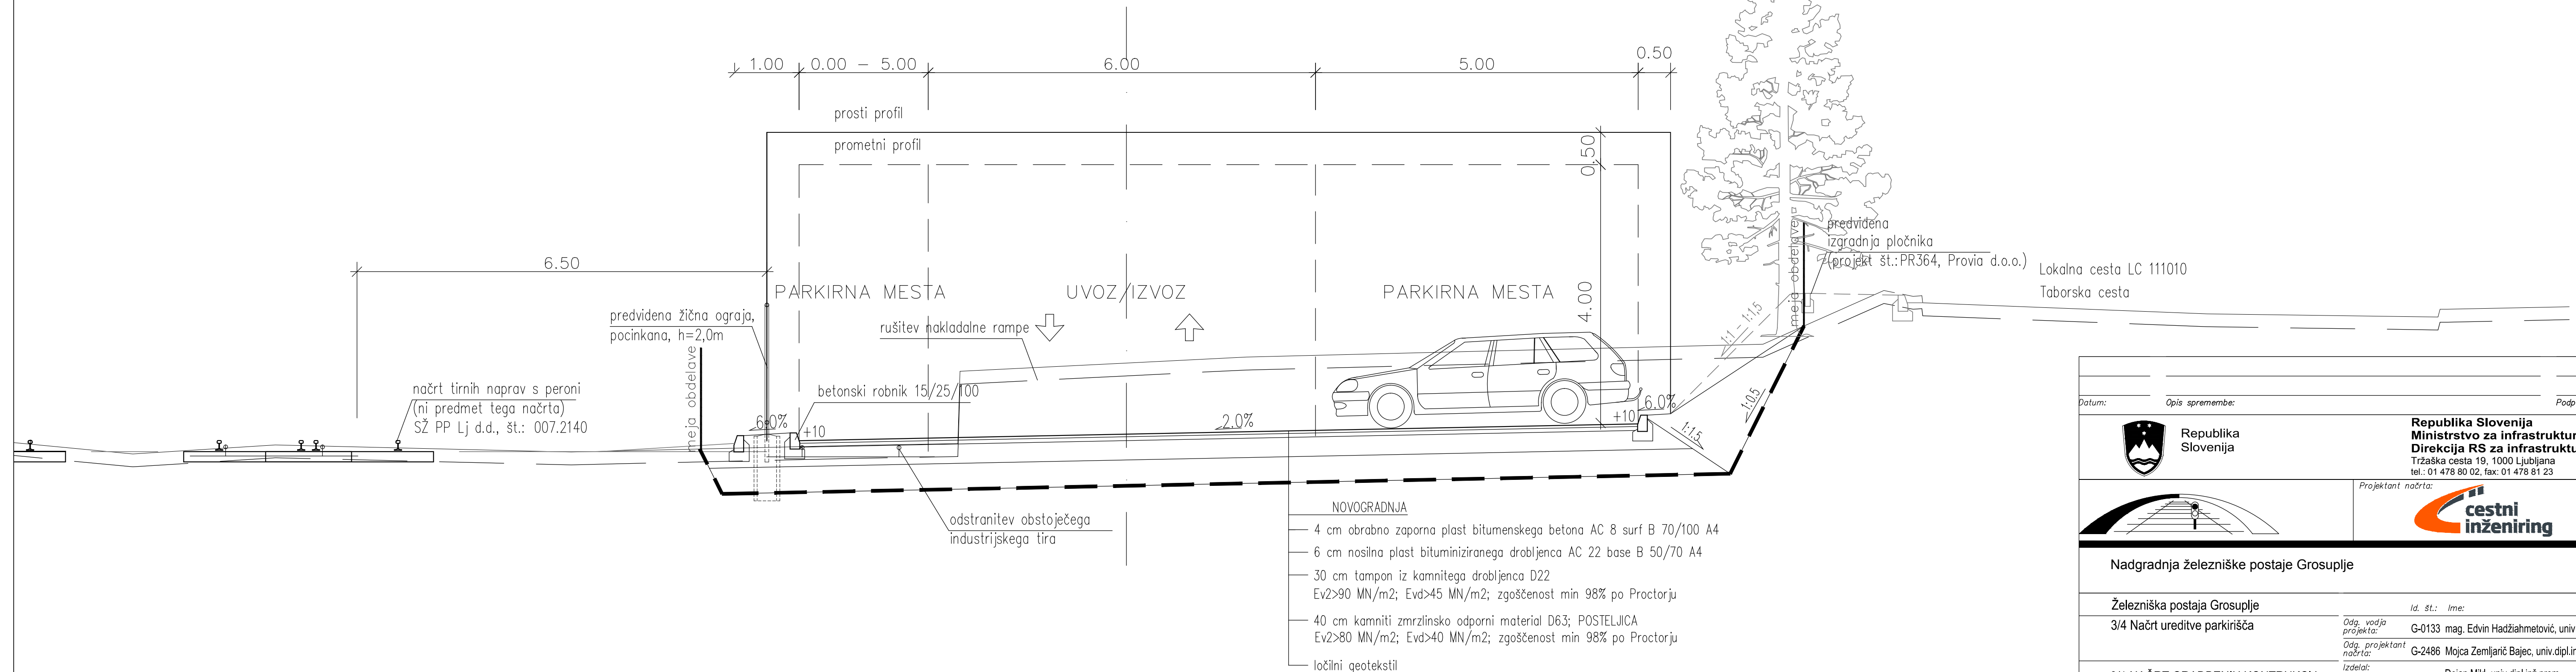 1.00
0.00 - 5.00
6.00
5.00
0.50
prosti profil
prometni profil
0.50
4.00
6.50
PARKIRNA MESTA
UVOZ/IZVOZ
PARKIRNA MESTA
predvidena žična ograja,
pocinkana, h=2,0m
rušitev nakladalne rampe
meja obdelave
betonski robnik 15/25/100
načrt tirnih naprav s peroni
(ni predmet tega načrta)
SŽ PP Lj d.d., št.: 007.2140
6.0%
+10
2.0%
+10
6.0%
1:1 - 1:1,5
1:0.5
1:1.5
meja obdelave
predvidena
izgradnja pločnika
(projekt št.:PR364, Provia d.o.o.)
Lokalna cesta LC 111010
Taborska cesta
odstranitev obstoječega
industrijskega tira
NOVOGRADNJA
4 cm obrabno zaporna plast bitumenskega betona AC 8 surf B 70/100 A4
6 cm nosilna plast bituminiziranega drobljenca AC 22 base B 50/70 A4
30 cm tampon iz kamnitega drobljenca D22
Ev2>90 MN/m2; Evd>45 MN/m2; zgoščenost min 98% po Proctorju
40 cm kamniti zmrzlinsko odporni material D63; POSTELJICA
Ev2>80 MN/m2; Evd>40 MN/m2; zgoščenost min 98% po Proctorju
ločilni geotekstil
Datum:
Opis spremembe:
Podp
Republika
Slovenija
Republika Slovenija
Ministrstvo za infrastruktur
Direkcija RS za infrastruktu
Tržaška cesta 19, 1000 Ljubljana
tel.: 01 478 80 02, fax: 01 478 81 23
Projektant načrta:
cestni
inženiring
Nadgradnja železniške postaje Grosuplje
Železniška postaja Grosuplje
Id. št.: Ime:
3/4 Načrt ureditve parkirišča
Odg. vodja
projekta:
G-0133 mag. Edvin Hadžiahmetović, univ
Odg. projektant
načrta:
G-2486 Mojca Zemljarič Bajec, univ.dipl.in
Izdelal: